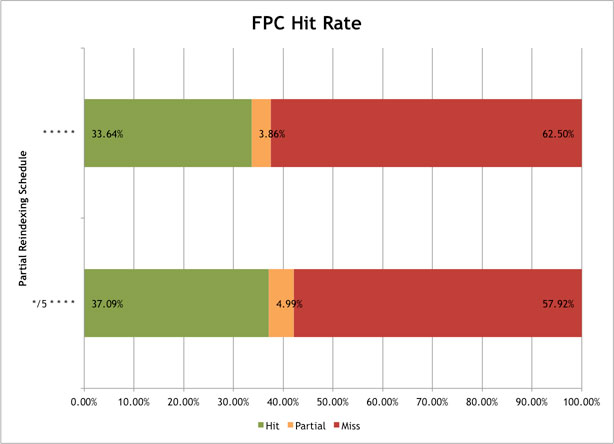 FPC Hit Rate
Partial Reindexing Schedule
* * * * *
33.64%
3.86%
62.50%
*/5 * * * *
37.09%
4.99%
57.92%
0.00% 10.00% 20.00% 30.00% 40.00% 50.00% 60.00% 70.00% 80.00% 90.00% 100.00%
Hit Partial Miss